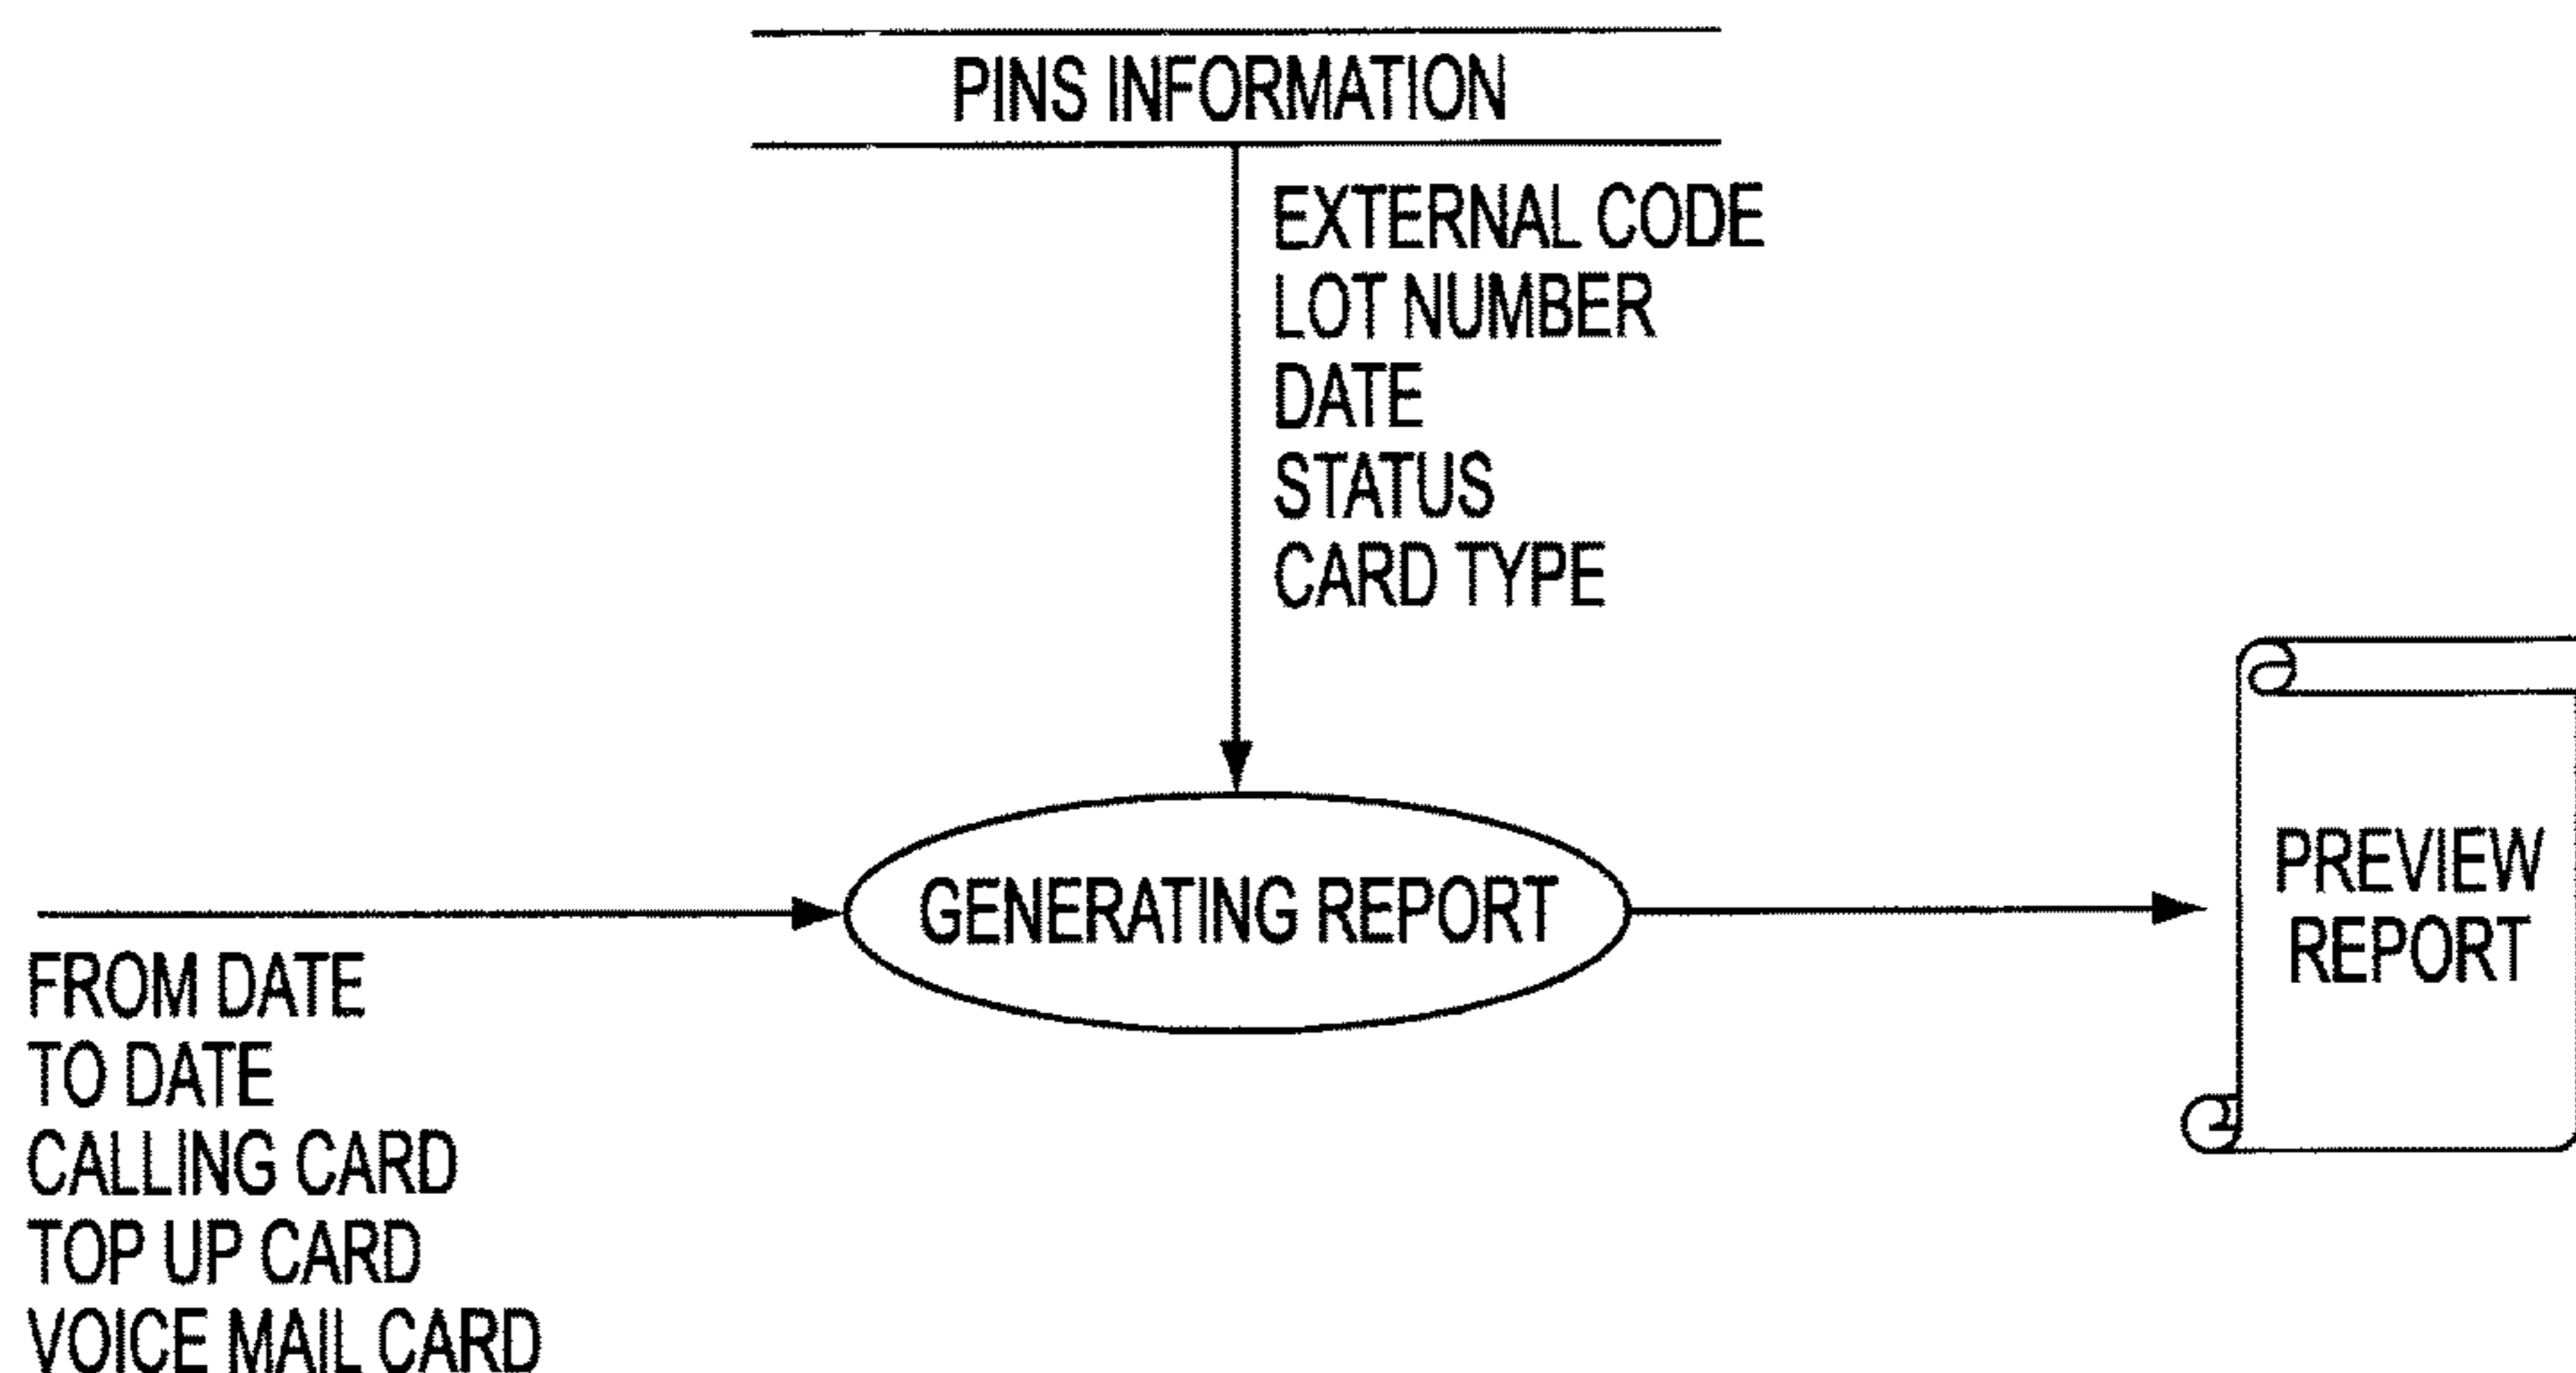 PINS INFORMATION
EXTERNAL CODE
LOT NUMBER
DATE
STATUS
CARD TYPE
GENERATING REPORT
PREVIEW
REPORT
FROM DATE
TO DATE
CALLING CARD
TOP UP CARD
VOICE MAIL CARD